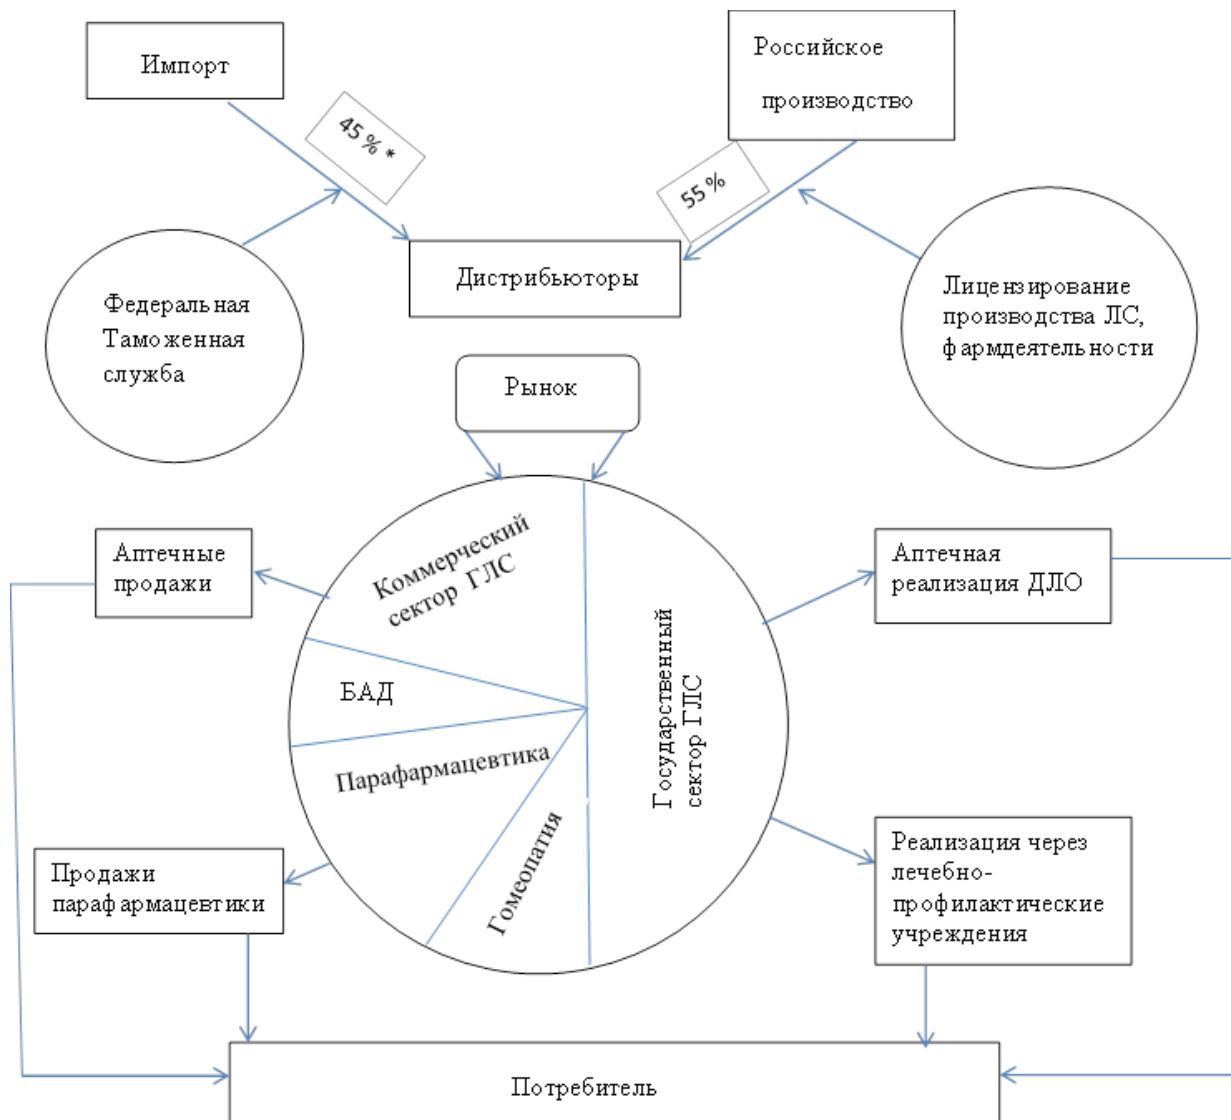 Импорт
Российское
производство
45 % *
55 %
Дистрибьюторы
Федеральная
Таможенная
служба
Лицензирование
производства ЛС,
фармдеятельности
Рынок
Аптечные
продажи
Коммерческий
сектор ГЛС
Аптечная
реализация ДЛО
БАД
Государственный
сектор ГЛС
Парафармацевтика
Гомеопатия
Продажи
парафармацевтики
Реализация через
лечебно-
профилактические
учреждения
Потребитель